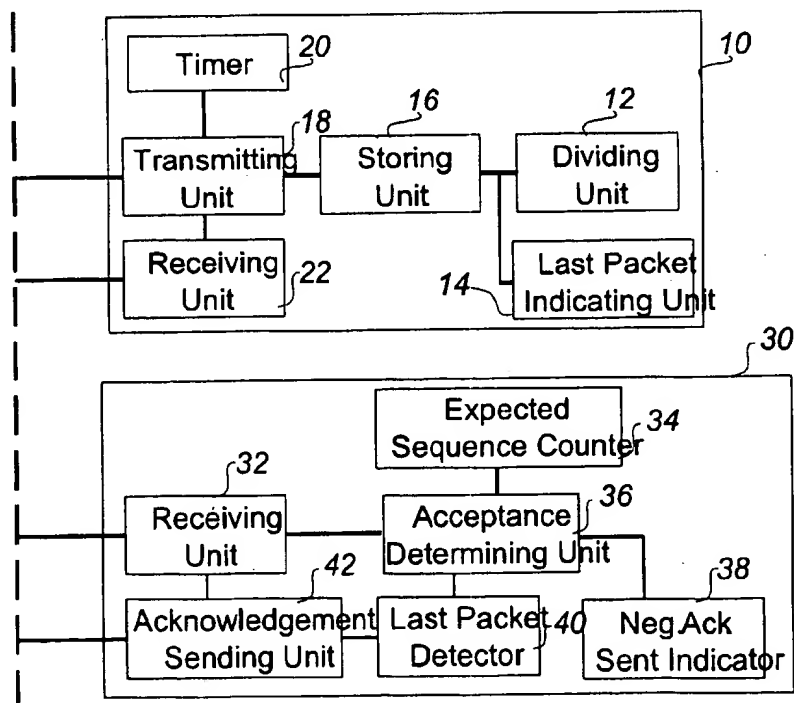 Timer
20
10
18
Transmitting
Unit
16
Storing
Unit
12
Dividing
Unit
Receiving
Unit
22
14
Last Packet
Indicating Unit
30
Expected
Sequence Counter
34
32
Receiving
Unit
Acceptance
Determining Unit
36
42
Acknowledgement
Sending Unit
Last Packet
Detector
40
38
Neg.Ack
Sent Indicator